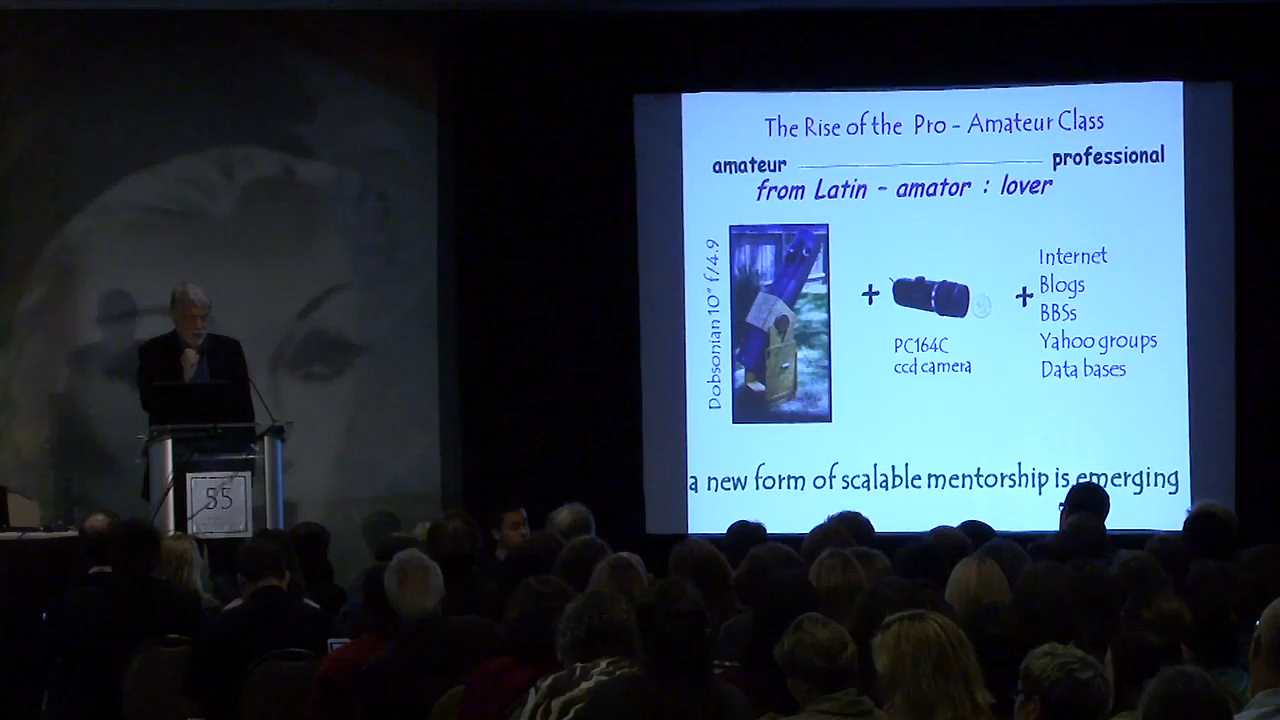 The Rise of the Pro - Amateur Class
amateur professional
from Latin - amator : lover
Dobsonian 10" f/4.9
+
PC164C
ccd camera
+
Internet
Blogs
BBSs
Yahoo groups
Data bases
a new form of scalable mentorship is emerging
55